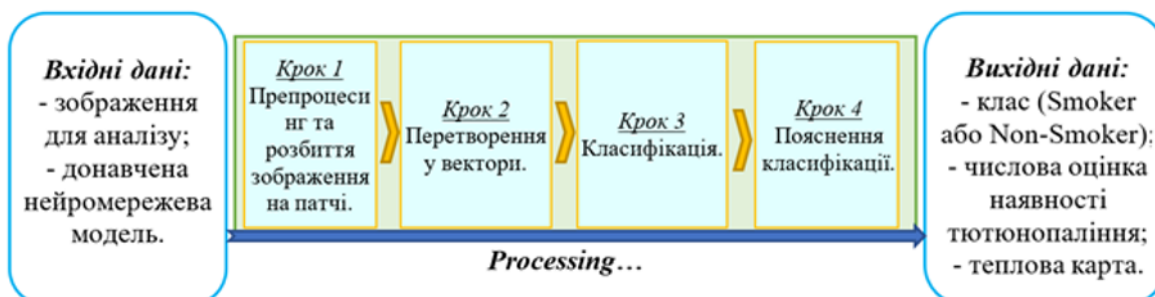 Вхідні дані:
- зображення
для аналізу;
- донавчена
нейромережева
модель.
Крок 1
Препроцеси
нг та
розбиття
зображення
на патчі.
Крок 2
Перетворення
у вектори.
Крок 3
Класифікація.
Крок 4
Пояснення
класифікації.
Processing…
Вихідні дані:
- клас (Smoker
або Non-Smoker);
- числова оцінка
наявності
тютюнопаління;
- теплова карта.